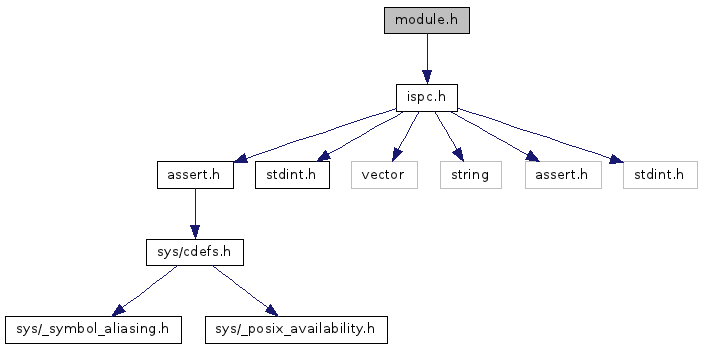 module.h
ispc.h
assert.h
stdint.h
vector
string
assert.h
stdint.h
sys/cdefs.h
sys/_symbol_aliasing.h
sys/_posix_availability.h